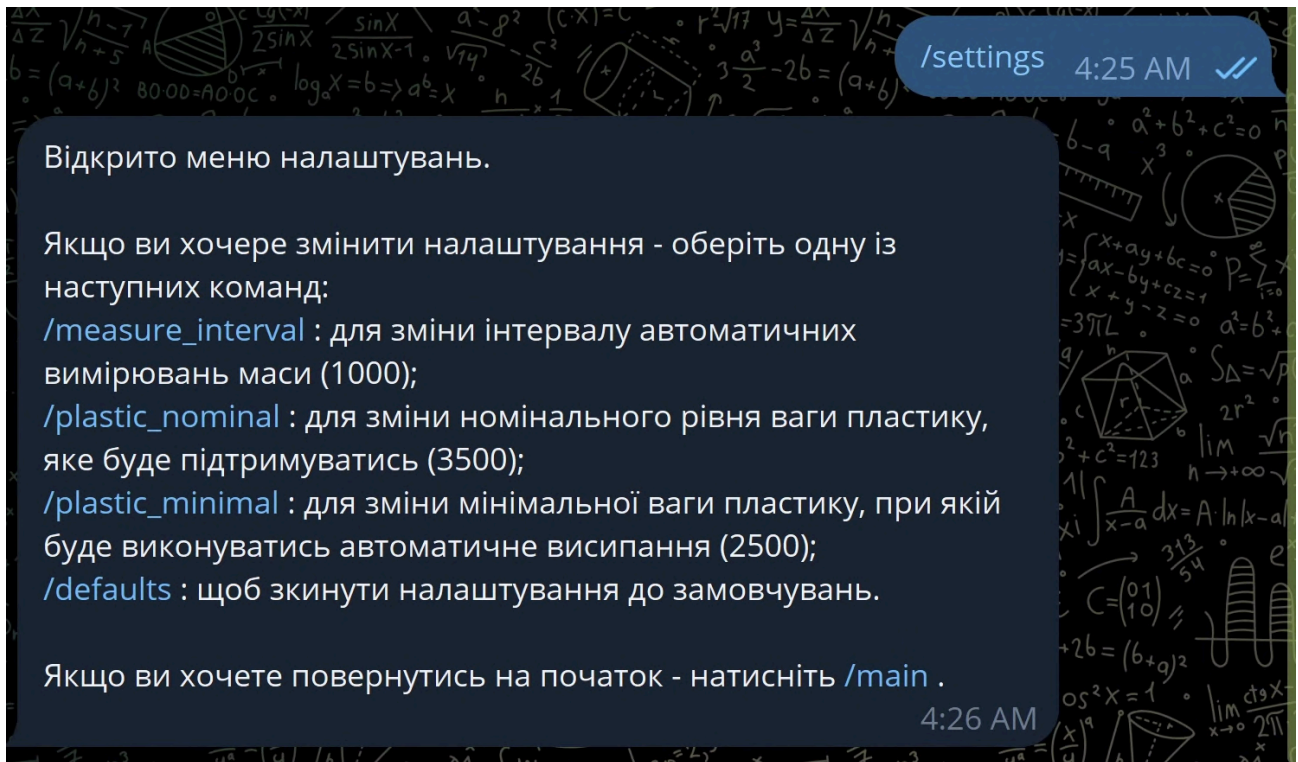 /settings 4:25 AM
Відкрито меню налаштувань.
Якщо ви хочере змінити налаштування - оберіть одну із
наступних команд:
/measure_interval : для зміни інтервалу автоматичних
вимірювань маси (1000);
/plastic_nominal : для зміни номінального рівня ваги пластику,
яке буде підтримуватись (3500);
/plastic_minimal : для зміни мінімальної ваги пластику, при якій
буде виконуватись автоматичне висипання (2500);
/defaults : щоб зкинути налаштування до замовчувань.
Якщо ви хочете повернутись на початок - натисніть /main .
4:26 AM